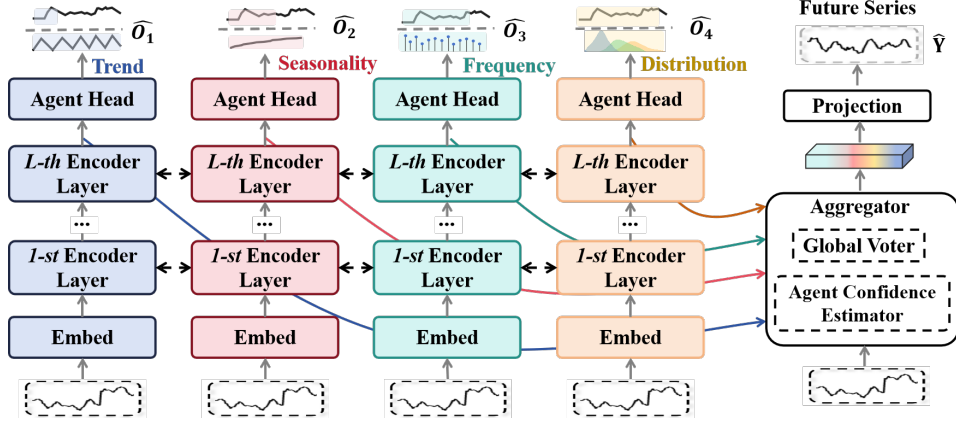 Future Series
Ô₁
Ô₂
Ô₃
Ô₄
Ŷ
Trend
Seasonality
Frequency
Distribution
Agent Head
Agent Head
Agent Head
Agent Head
Projection
L-th Encoder
Layer
L-th Encoder
Layer
L-th Encoder
Layer
L-th Encoder
Layer
...
...
...
...
1-st Encoder
Layer
1-st Encoder
Layer
1-st Encoder
Layer
1-st Encoder
Layer
Embed
Embed
Embed
Embed
Aggregator
Global Voter
Agent Confidence
Estimator